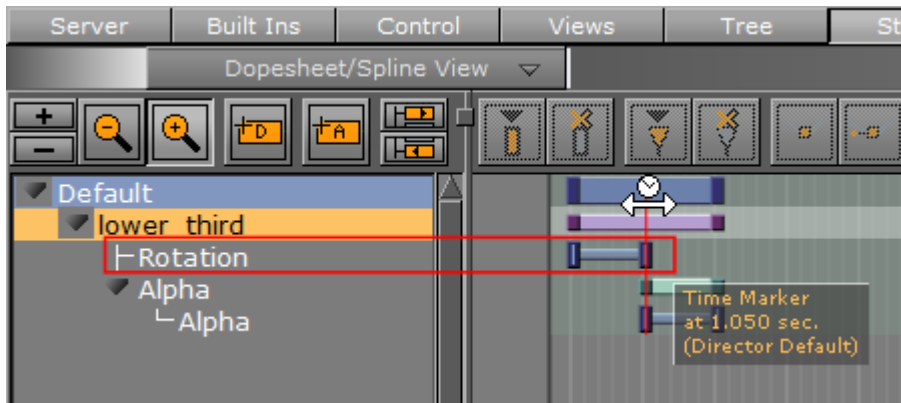 Server Built Ins Control Views Tree St
Dopesheet/Spline View
D A
Default
lower_third
Rotation
Alpha
Alpha
Time Marker
at 1.050 sec.
(Director Default)